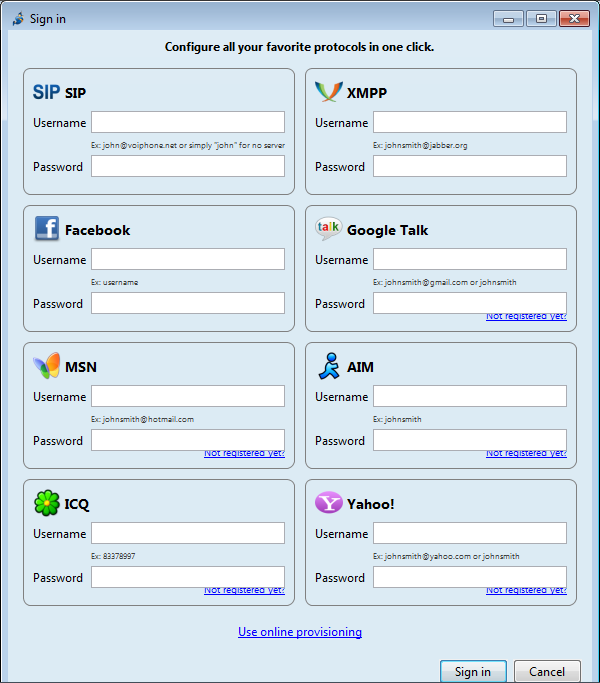 Sign in
Configure all your favorite protocols in one click.
SIP SIP
Username
Ex: john@voiphone.net or simply "john" for no server
Password
XMPP
Username
Ex: johnsmith@jabber.org
Password
Facebook
Username
Ex: username
Password
talk Google Talk
Username
Ex: johnsmith@gmail.com or johnsmith
Password
Not registered yet?
MSN
Username
Ex: johnsmith@hotmail.com
Password
Not registered yet?
AIM
Username
Ex: johnsmith
Password
Not registered yet?
ICQ
Username
Ex: 83378997
Password
Not registered yet?
Yahoo!
Username
Ex: johnsmith@yahoo.com or johnsmith
Password
Not registered yet?
Use online provisioning
Sign in Cancel